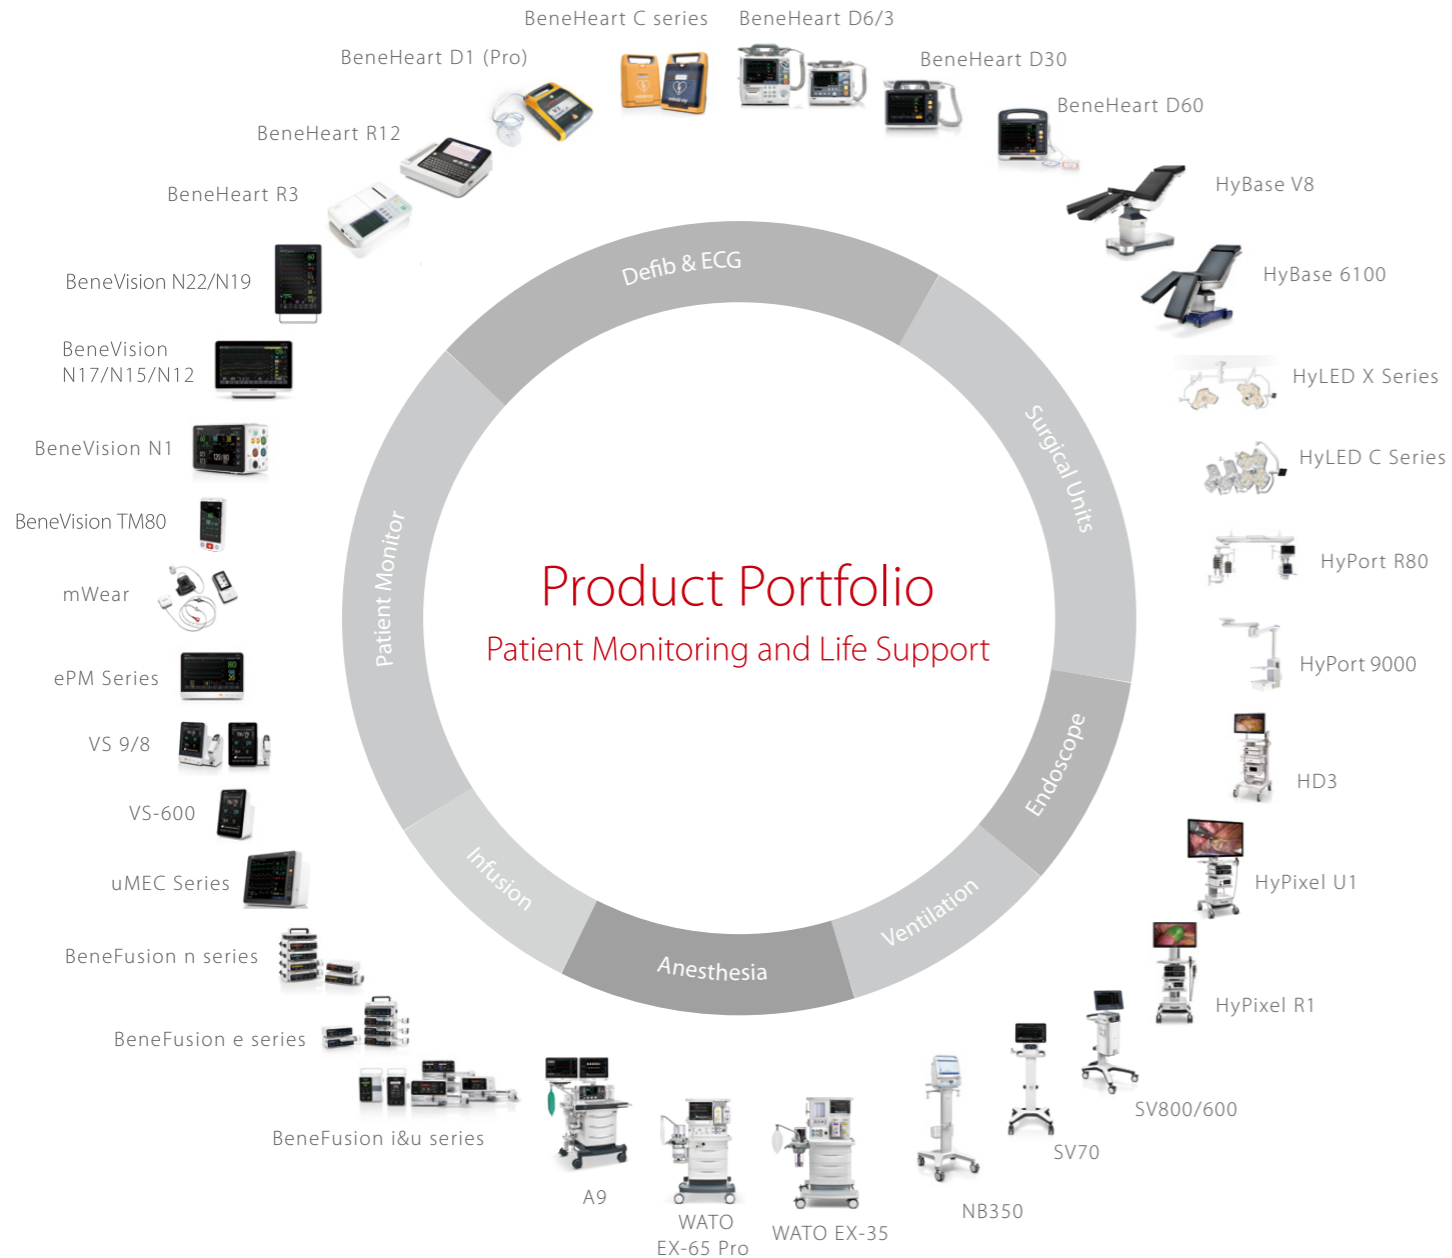 BeneHeart C series
BeneHeart D6/3
BeneHeart D1 (Pro)
BeneHeart D30
BeneHeart D60
BeneHeart R12
BeneHeart R3
HyBase V8
BeneVision N22/N19
HyBase 6100
BeneVision
N17/N15/N12
HyLED X Series
BeneVision N1
HyLED C Series
BeneVision TM80
HyPort R80
mWear
HyPort 9000
ePM Series
VS 9/8
HD3
VS-600
uMEC Series
HyPixel U1
BeneFusion n series
HyPixel R1
BeneFusion e series
SV800/600
BeneFusion i&u series
SV70
A9
NB350
WATO
EX-65 Pro
WATO EX-35
Defib & ECG
Surgical Units
Endoscope
Ventilation
Anesthesia
Infusion
Patient Monitor
Product Portfolio
Patient Monitoring and Life Support